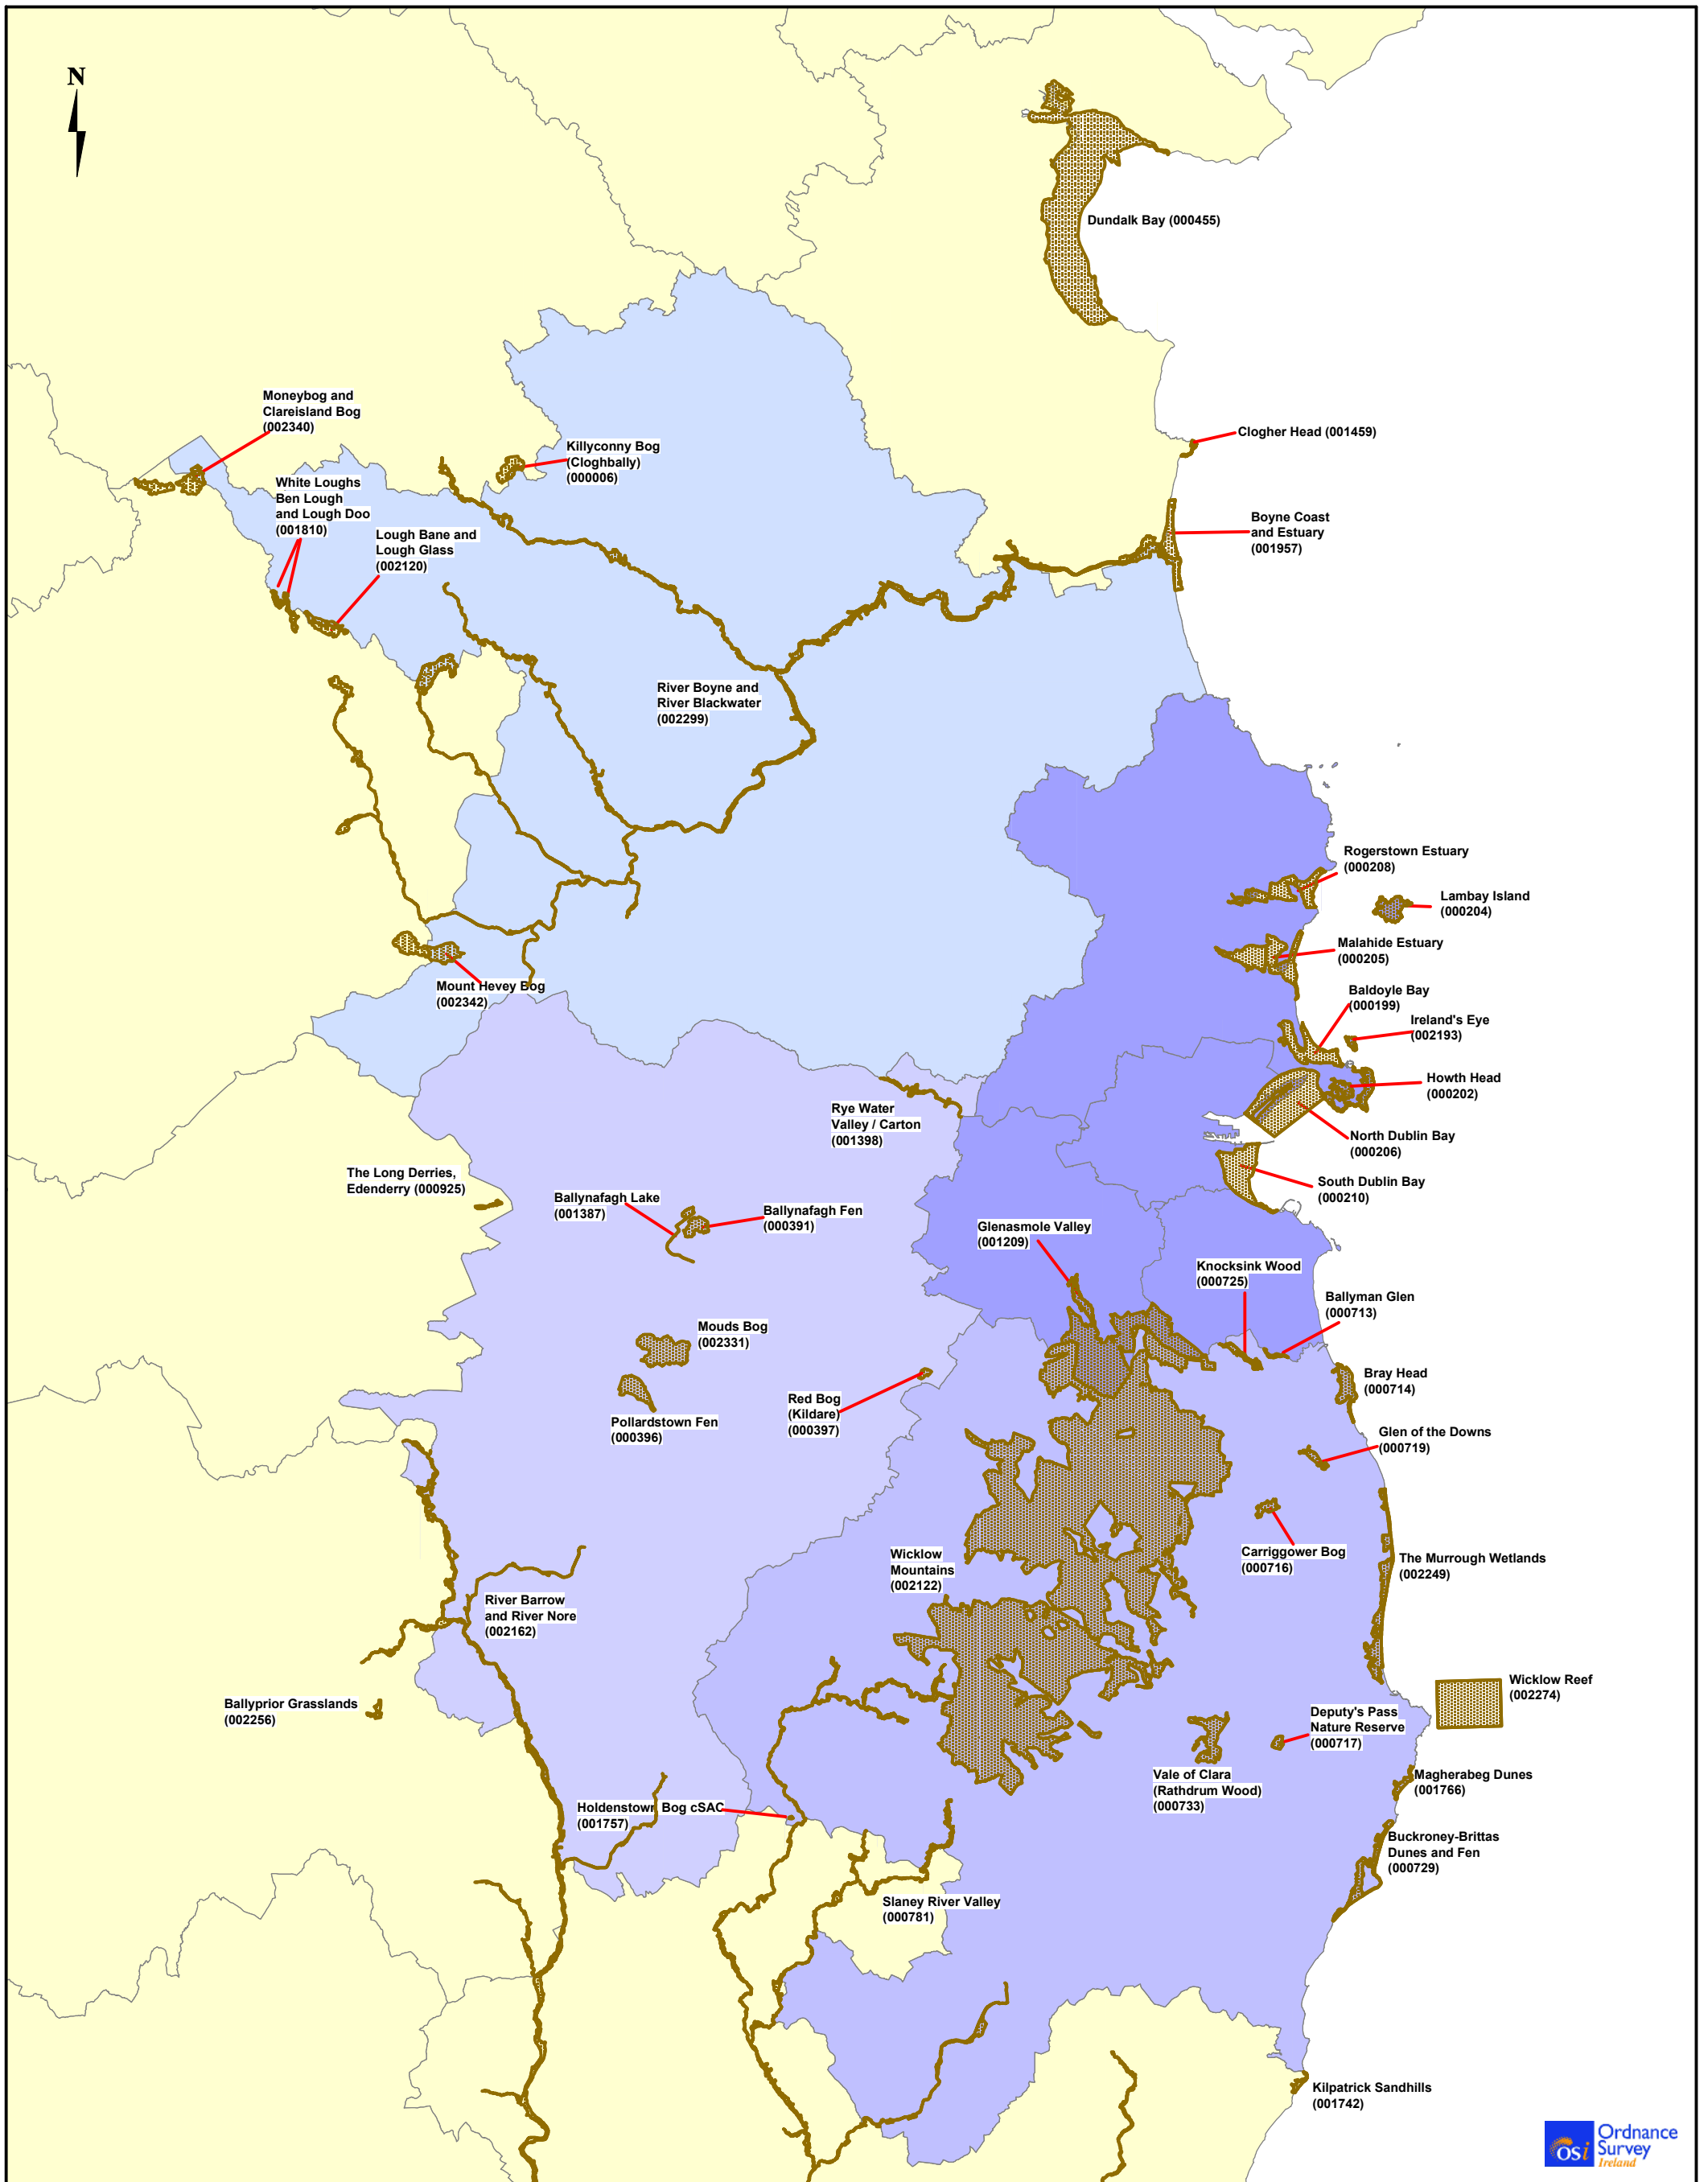 N
Dundalk Bay (000455)
Moneybog and
Clareisland Bog
(002340)
Clogher Head (001459)
Killyconny Bog
(Cloghbally)
(000006)
White Loughs
Ben Lough
and Lough Doo
(001810)
Lough Bane and
Lough Glass
(002120)
Boyne Coast
and Estuary
(001957)
River Boyne and
River Blackwater
(002299)
Rogerstown Estuary
(000208)
Lambay Island
(000204)
Malahide Estuary
(000205)
Mount Hevey Bog
(002342)
Baldoyle Bay
(000199)
Ireland's Eye
(002193)
Howth Head
(000202)
Rye Water
Valley / Carton
(001398)
North Dublin Bay
(000206)
The Long Derries,
Edenderry (000925)
South Dublin Bay
(000210)
Ballynafagh Lake
(001387)
Ballynafagh Fen
(000391)
Glenasmole Valley
(001209)
Knocksink Wood
(000725)
Ballyman Glen
(000713)
Mouds Bog
(002331)
Bray Head
(000714)
Red Bog
(Kildare)
(000397)
Pollardstown Fen
(000396)
Glen of the Downs
(000719)
Wicklow
Mountains
(002122)
Carriggower Bog
(000716)
The Murrough Wetlands
(002249)
River Barrow
and River Nore
(002162)
Wicklow Reef
(002274)
Ballyprior Grasslands
(002256)
Deputy's Pass
Nature Reserve
(000717)
Vale of Clara
(Rathdrum Wood)
(000733)
Magherabeg Dunes
(001766)
Holdenstown Bog cSAC
(001757)
Buckroney-Brittas
Dunes and Fen
(000729)
Slaney River Valley
(000781)
Kilpatrick Sandhills
(001742)
osi
Ordnance
Survey
Ireland